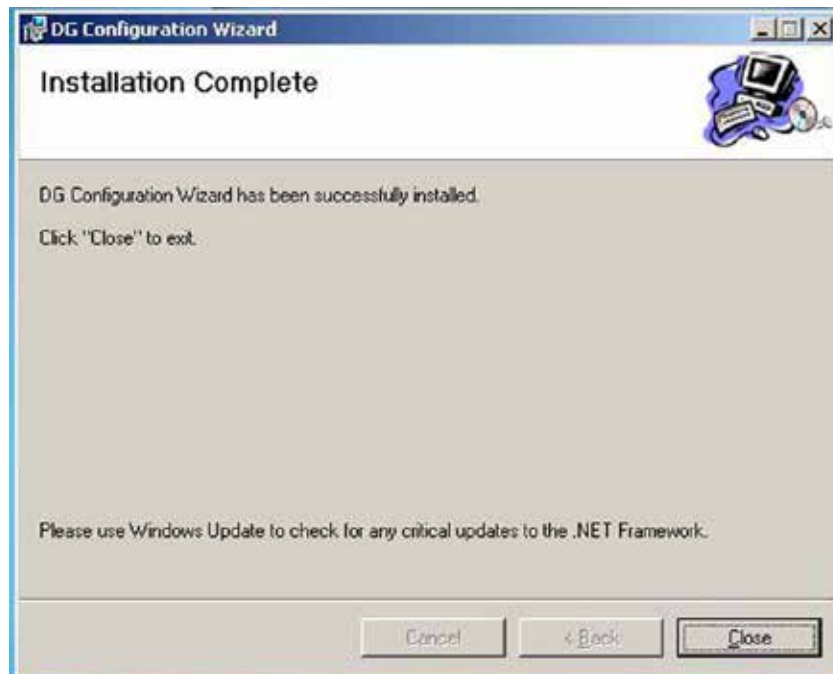 DG Configuration Wizard
Installation Complete
DG Configuration Wizard has been successfully installed.
Click "Close" to exit.
Please use Windows Update to check for any critical updates to the .NET Framework.
Cancel
< Back
Close